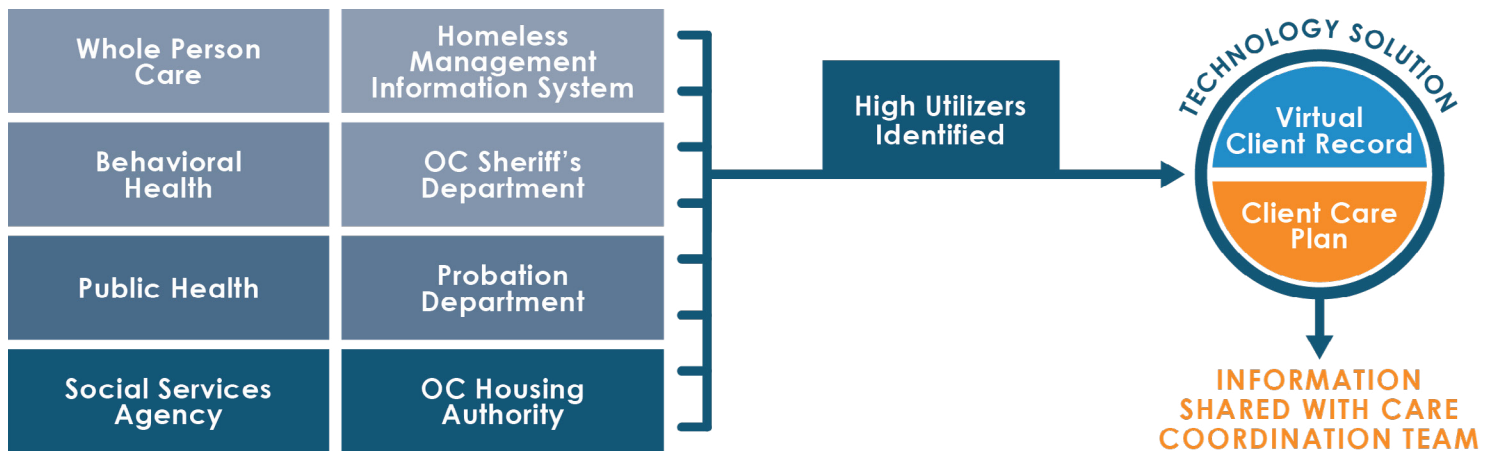 Whole Person
Care
Homeless
Management
Information System
Behavioral
Health
OC Sheriff's
Department
Public Health
Probation
Department
Social Services
Agency
OC Housing
Authority
High Utilizers
Identified
TECHNOLOGY SOLUTION
Virtual
Client Record
Client Care
Plan
INFORMATION
SHARED WITH CARE
COORDINATION TEAM